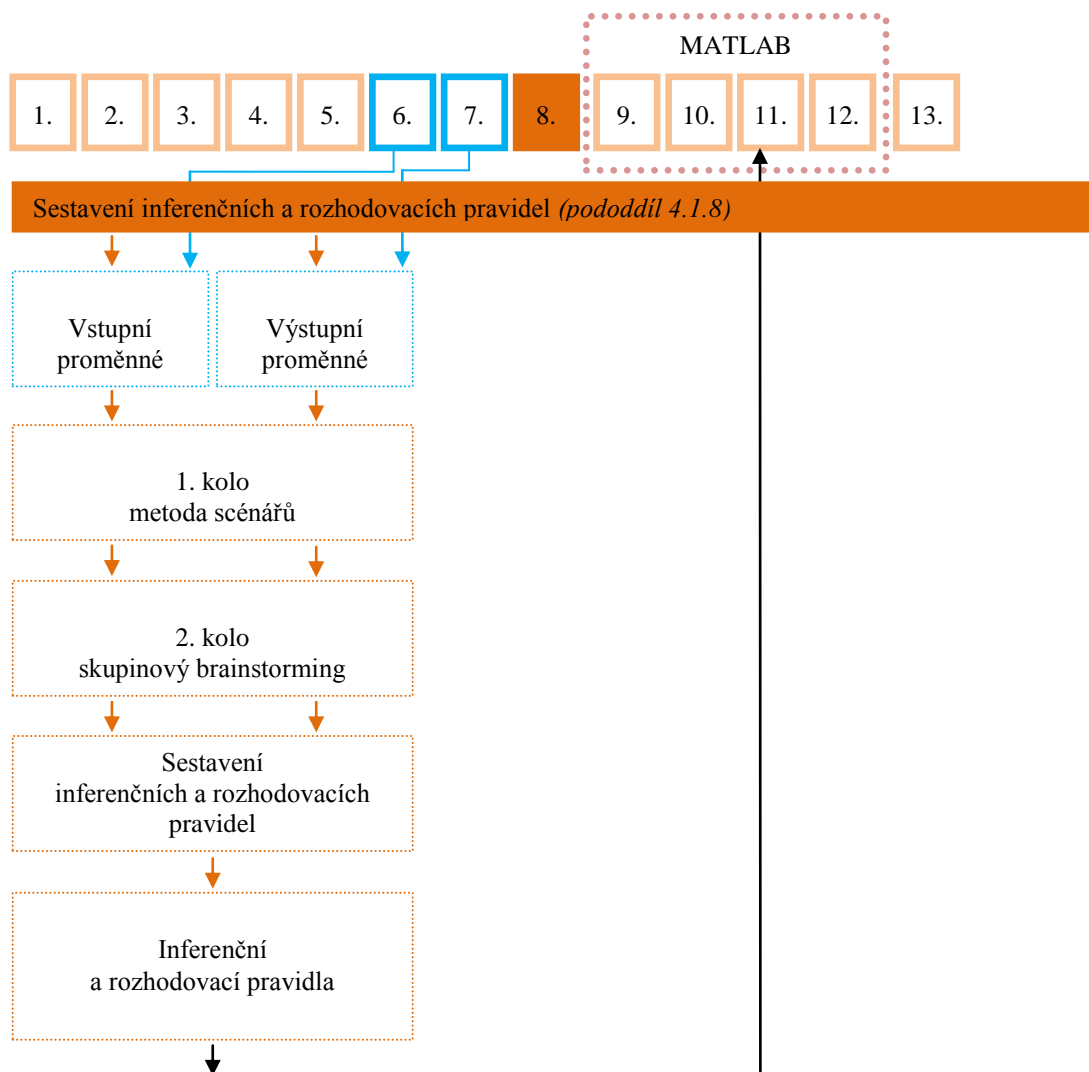 MATLAB
1. 2. 3. 4. 5. 6. 7. 8. 9. 10. 11. 12. 13.
Sestavení inferenčních a rozhodovacích pravidel (pododdíl 4.1.8)
Vstupní
proměnné
Výstupní
proměnné
1. kolo
metoda scénářů
2. kolo
skupinový brainstorming
Sestavení
inferenčních a rozhodovacích
pravidel
Inferenční
a rozhodovací pravidla